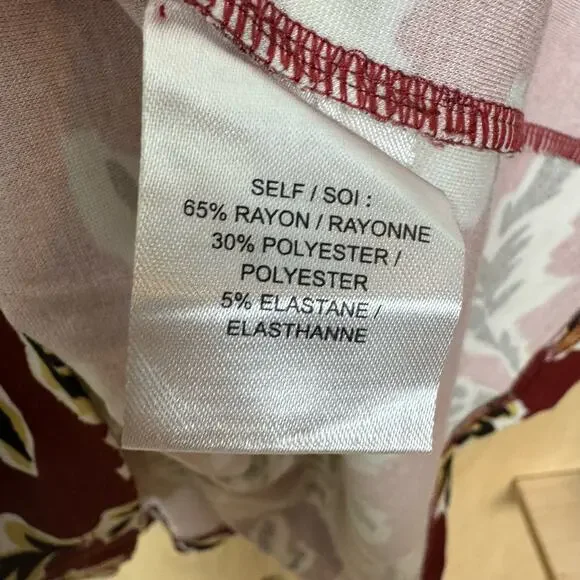 SELF / SOI :
65% RAYON / RAYONNE
30% POLYESTER /
POLYESTER
5% ELASTANE /
ELASTHANNE